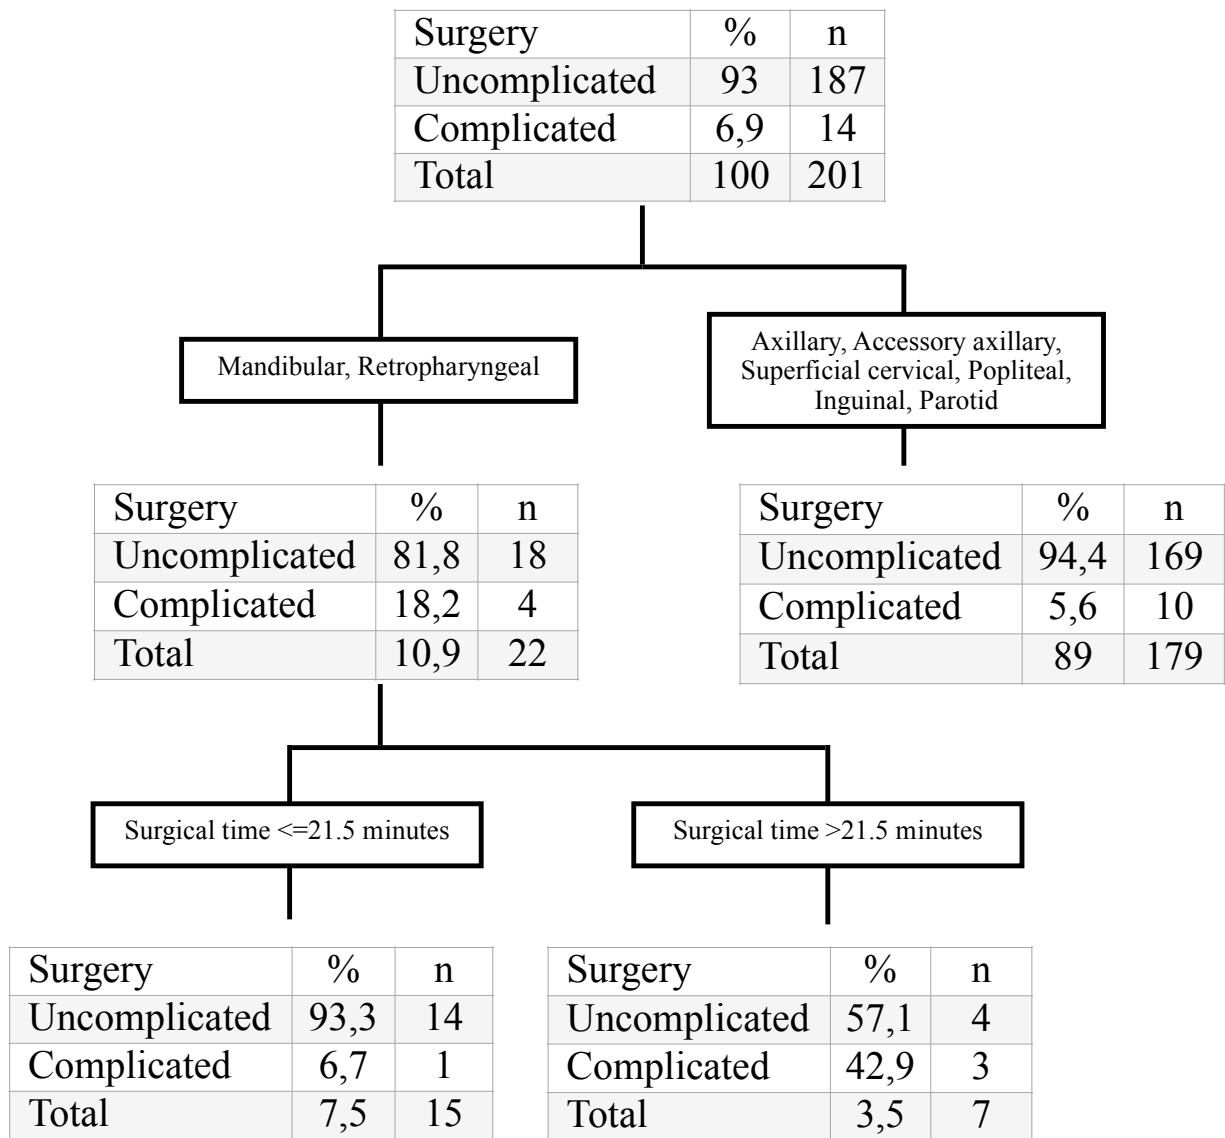 Surgery % n
Uncomplicated 93 187
Complicated 6,9 14
Total 100 201
Mandibular, Retropharyngeal
Axillary, Accessory axillary,
Superficial cervical, Popliteal,
Inguinal, Parotid
Surgery % n
Uncomplicated 81,8 18
Complicated 18,2 4
Total 10,9 22
Surgery % n
Uncomplicated 94,4 169
Complicated 5,6 10
Total 89 179
Surgical time <=21.5 minutes
Surgical time >21.5 minutes
Surgery % n
Uncomplicated 93,3 14
Complicated 6,7 1
Total 7,5 15
Surgery % n
Uncomplicated 57,1 4
Complicated 42,9 3
Total 3,5 7